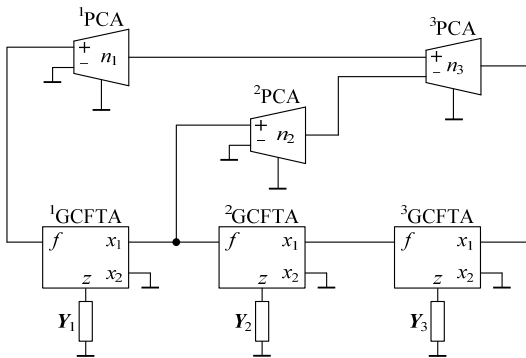 ¹PCA
+
−
n₁
³PCA
+
−
n₃
²PCA
+
−
n₂
¹GCFTA
f
x₁
x₂
z
²GCFTA
f
x₁
x₂
z
³GCFTA
f
x₁
x₂
z
Y₁
Y₂
Y₃